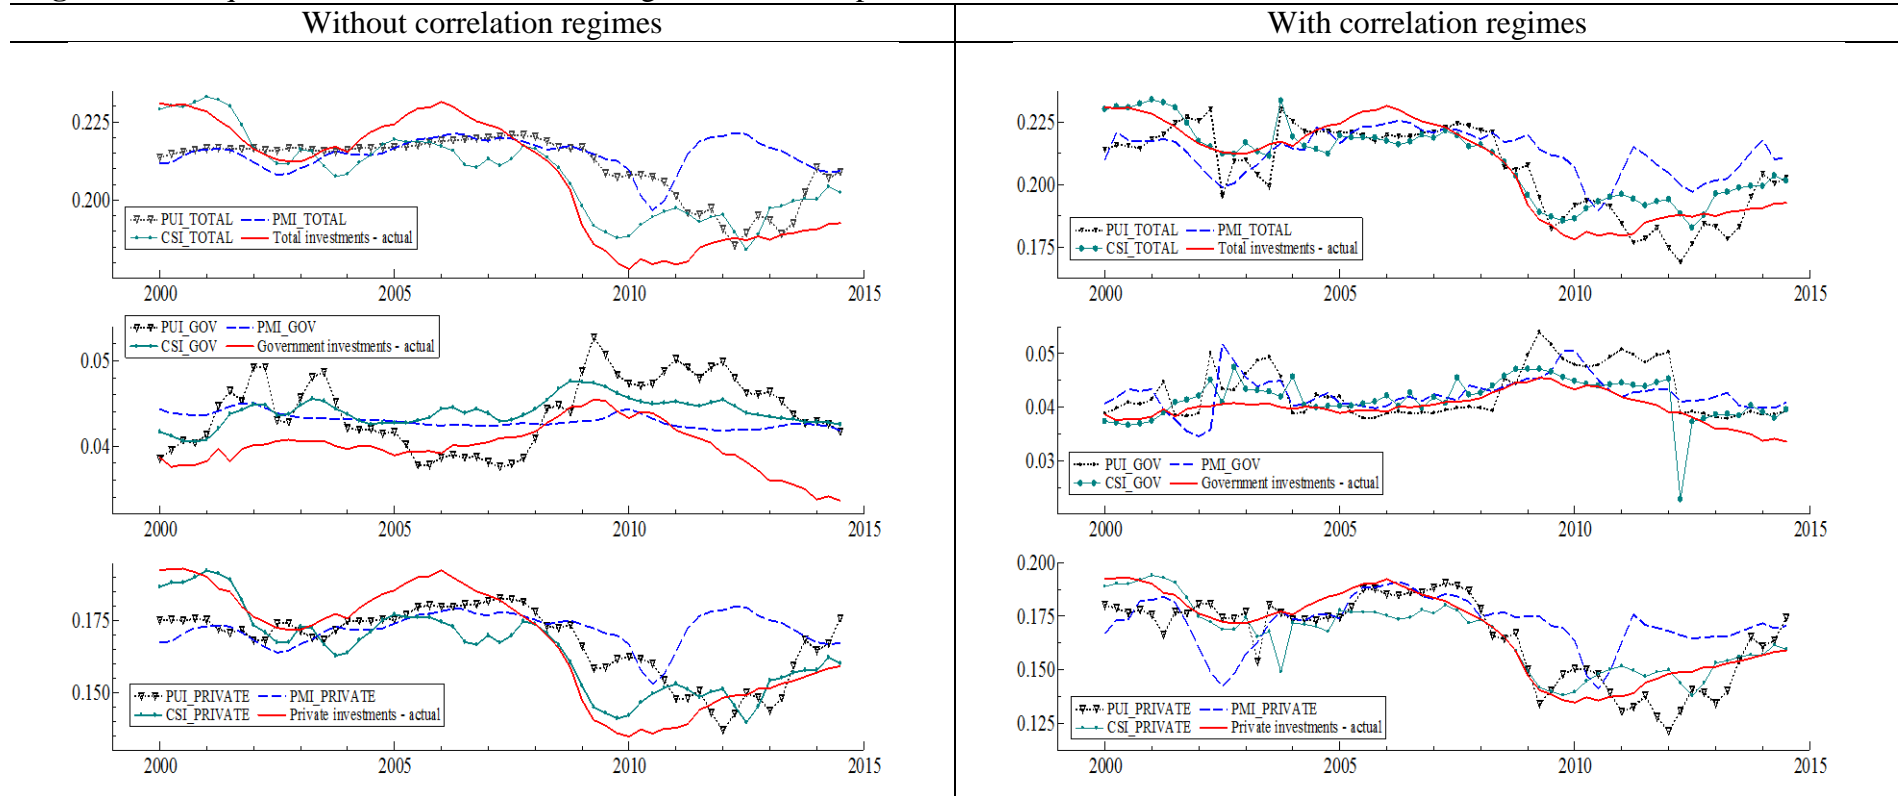 Without correlation regimes
With correlation regimes
0.225
0.200
PUI_TOTAL PMI_TOTAL
CSI_TOTAL Total investments - actual
2000 2005 2010 2015
0.225
0.200
0.175
PUI_TOTAL PMI_TOTAL
CSI_TOTAL Total investments - actual
2000 2005 2010 2015
PUI_GOV PMI_GOV
CSI_GOV Government investments - actual
0.05
0.04
2000 2005 2010 2015
0.05
0.04
0.03
PUI_GOV PMI_GOV
CSI_GOV Government investments - actual
2000 2005 2010 2015
0.175
0.150
PUI_PRIVATE PMI_PRIVATE
CSI_PRIVATE Private investments - actual
2000 2005 2010 2015
0.200
0.175
0.150
0.125
PUI_PRIVATE PMI_PRIVATE
CSI_PRIVATE Private investments - actual
2000 2005 2010 2015